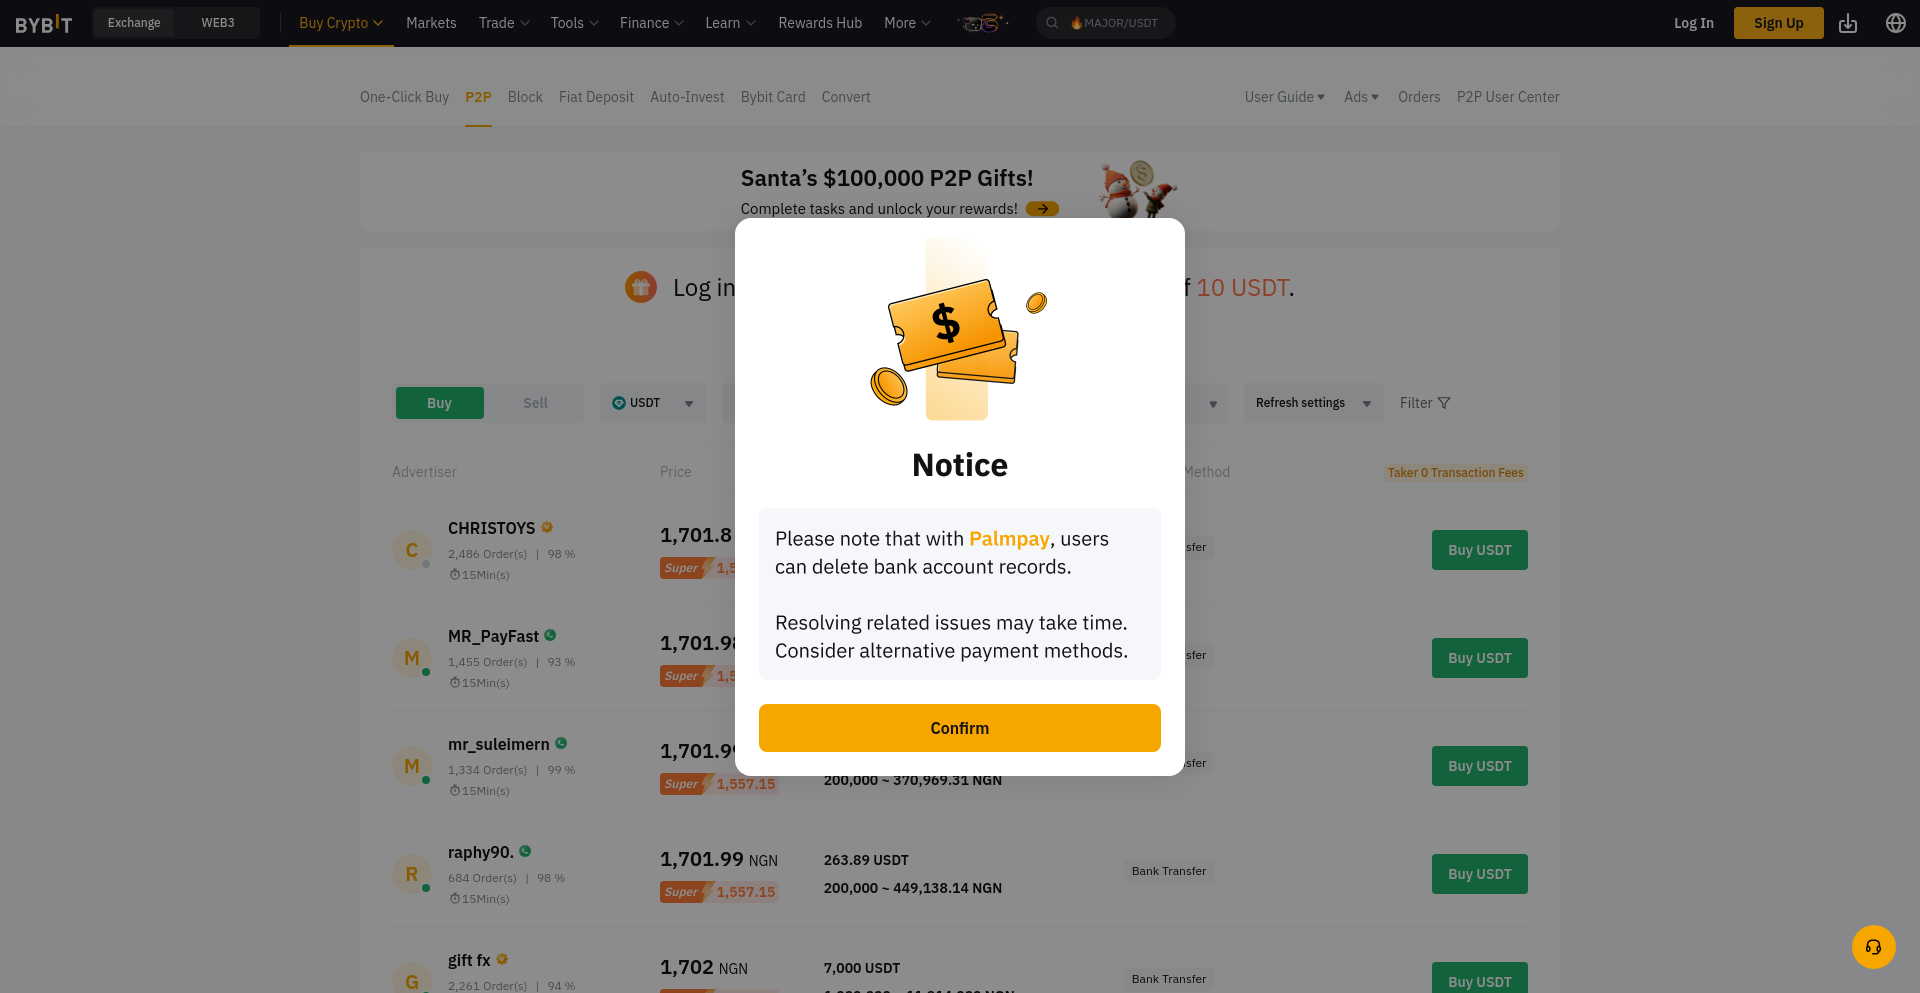 BYBIT Exchange WEB3 Buy Crypto Markets Trade Tools Finance Learn Rewards Hub More 🔥MAJOR/USDT Log In Sign Up
One-Click Buy P2P Block Fiat Deposit Auto-Invest Bybit Card Convert User Guide Ads Orders P2P User Center
Santa’s $100,000 P2P Gifts!
Complete tasks and unlock your rewards!
Log in
f 10 USDT.
$
Buy Sell USDT Refresh settings Filter
Notice
Advertiser Price Method Taker 0 Transaction Fees
Please note that with Palmpay, users
can delete bank account records.
Resolving related issues may take time.
Consider alternative payment methods.
Confirm
C CHRISTOYS
2,486 Order(s) | 98 %
15Min(s)
1,701.8
Super 1,5
sfer
Buy USDT
M MR_PayFast
1,455 Order(s) | 93 %
15Min(s)
1,701.98
Super 1,5
sfer
Buy USDT
M mr_suleimern
1,334 Order(s) | 99 %
15Min(s)
1,701.99
Super 1,557.15
200,000 ~ 370,969.31 NGN
sfer
Buy USDT
R raphy90.
684 Order(s) | 98 %
15Min(s)
1,701.99 NGN
Super 1,557.15
263.89 USDT
200,000 ~ 449,138.14 NGN
Bank Transfer
Buy USDT
G gift fx
2,261 Order(s) | 94 %
1,702 NGN
7,000 USDT
Bank Transfer
Buy USDT